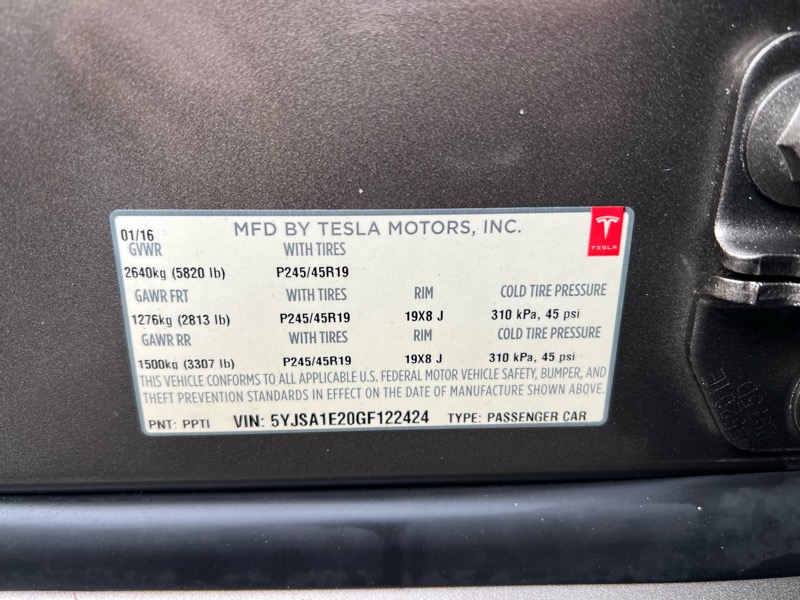 01/16 MFD BY TESLA MOTORS, INC.
TESLA
GVWR WITH TIRES
2640kg (5820 lb) P245/45R19
GAWR FRT WITH TIRES RIM COLD TIRE PRESSURE
1276kg (2813 lb) P245/45R19 19X8 J 310 kPa, 45 psi
GAWR RR WITH TIRES RIM COLD TIRE PRESSURE
1500kg (3307 lb) P245/45R19 19X8 J 310 kPa, 45 psi
THIS VEHICLE CONFORMS TO ALL APPLICABLE U.S. FEDERAL MOTOR VEHICLE SAFETY, BUMPER, AND
THEFT PREVENTION STANDARDS IN EFFECT ON THE DATE OF MANUFACTURE SHOWN ABOVE.
PNT: PPTI VIN: 5YJSA1E20GF122424 TYPE: PASSENGER CAR